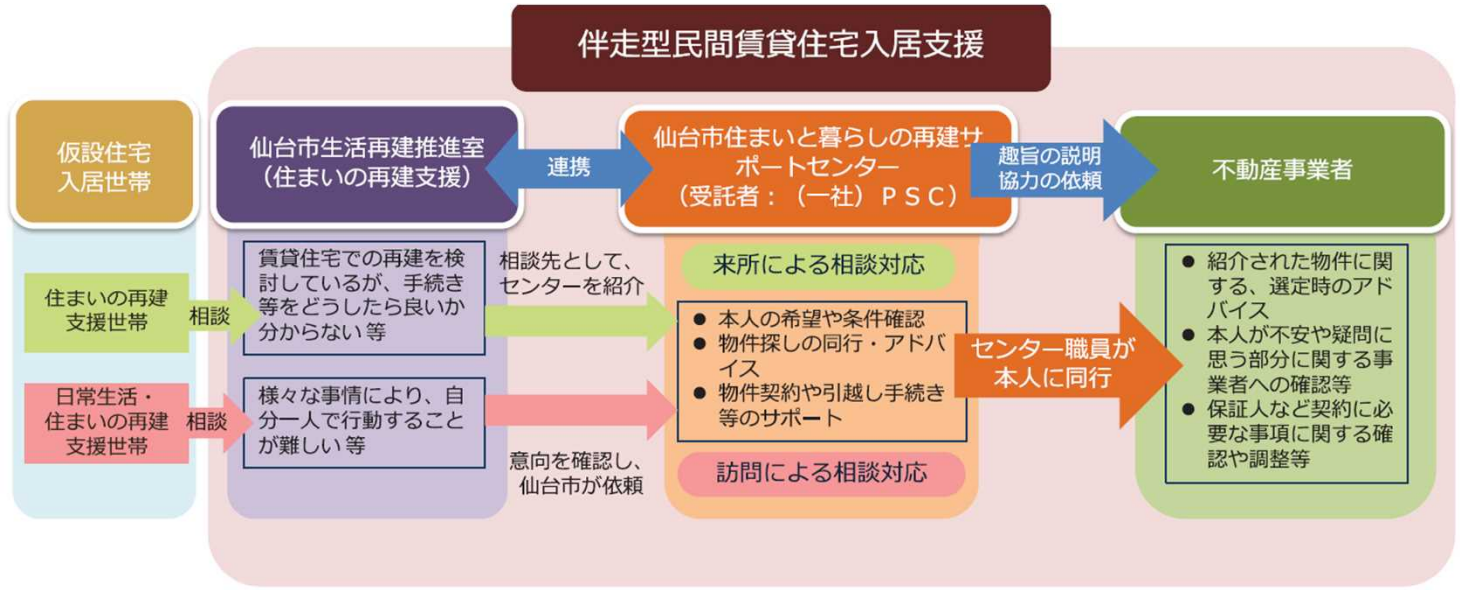 伴走型民間賃貸住宅入居支援
仮設住宅
入居世帯
仙台市生活再建推進室
(住まいの再建支援)
連携
仙台市住まいと暮らしの再建サ
ポートセンター
(受託者:(一社)PSC)
趣旨の説明
協力の依頼
不動産事業者
住まいの再建
支援世帯
相談
賃貸住宅での再建を検
討しているが、手続き
等をどうしたら良いか
分からない 等
相談先として、
センターを紹介
日常生活・
住まいの再建
支援世帯
相談
様々な事情により、自
分一人で行動すること
が難しい 等
意向を確認し、
仙台市が依頼
来所による相談対応
● 本人の希望や条件確認
● 物件探しの同行・アドバ
イス
● 物件契約や引越し手続き
等のサポート
訪問による相談対応
センター職員が
本人に同行
● 紹介された物件に関
する、選定時のアド
バイス
● 本人が不安や疑問に
思う部分に関する事
業者への確認等
● 保証人など契約に必
要な事項に関する確
認や調整等